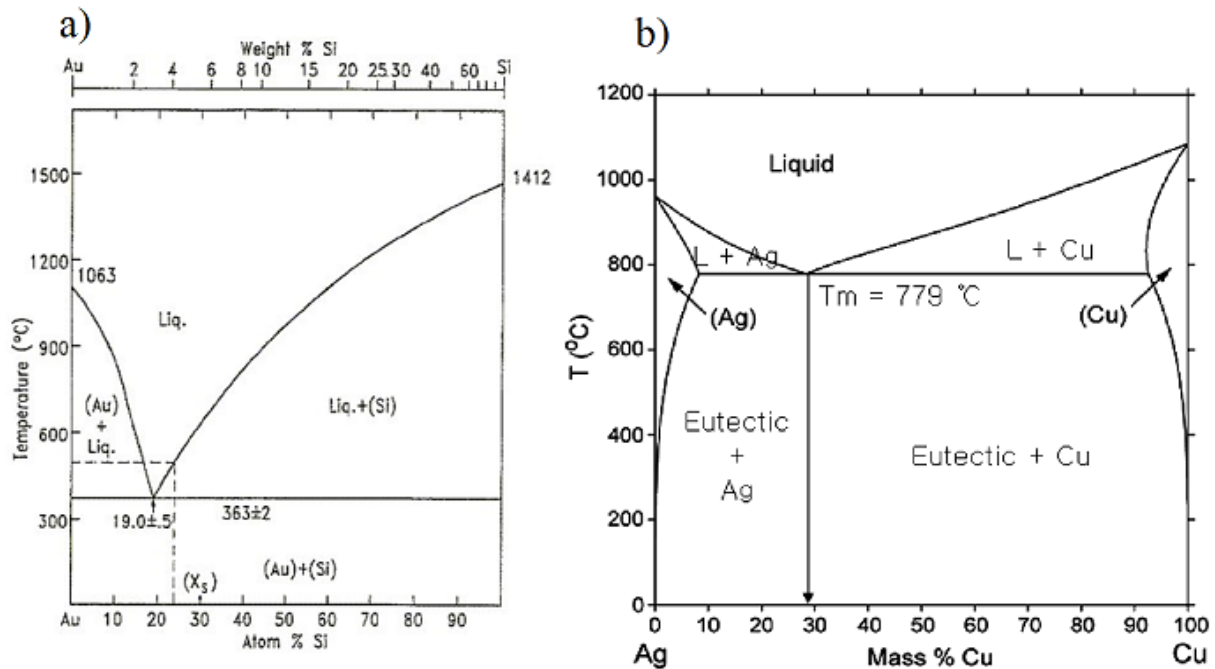 a)
Weight % Si
Au 2 4 6 8 10 15 20 25 30 40 60 Si
1500
1412
1200
1063
Liq.
900
Temperature (°C)
(Au)
+
Liq.
Liq.+(Si)
600
300
19.0±.5
363±2
(Xs)
(Au)+(Si)
Au 10 20 30 40 50 60 70 80 90
Atom % Si
b)
1200
Liquid
1000
L + Ag
L + Cu
800
Tm = 779 ℃
(Ag)
(Cu)
T (°C)
600
Eutectic
+
Ag
Eutectic + Cu
400
200
0
0 10 20 30 40 50 60 70 80 90 100
Ag
Mass % Cu
Cu